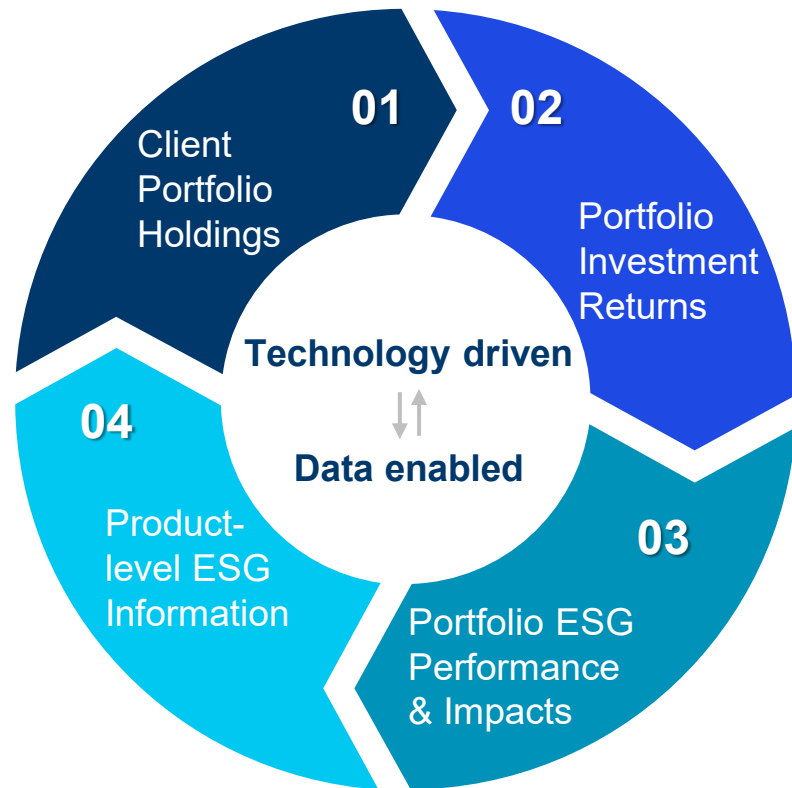 01
Client
Portfolio
Holdings
02
Portfolio
Investment
Returns
Technology driven
Data enabled
03
Portfolio ESG
Performance
& Impacts
04
Product-
level ESG
Information